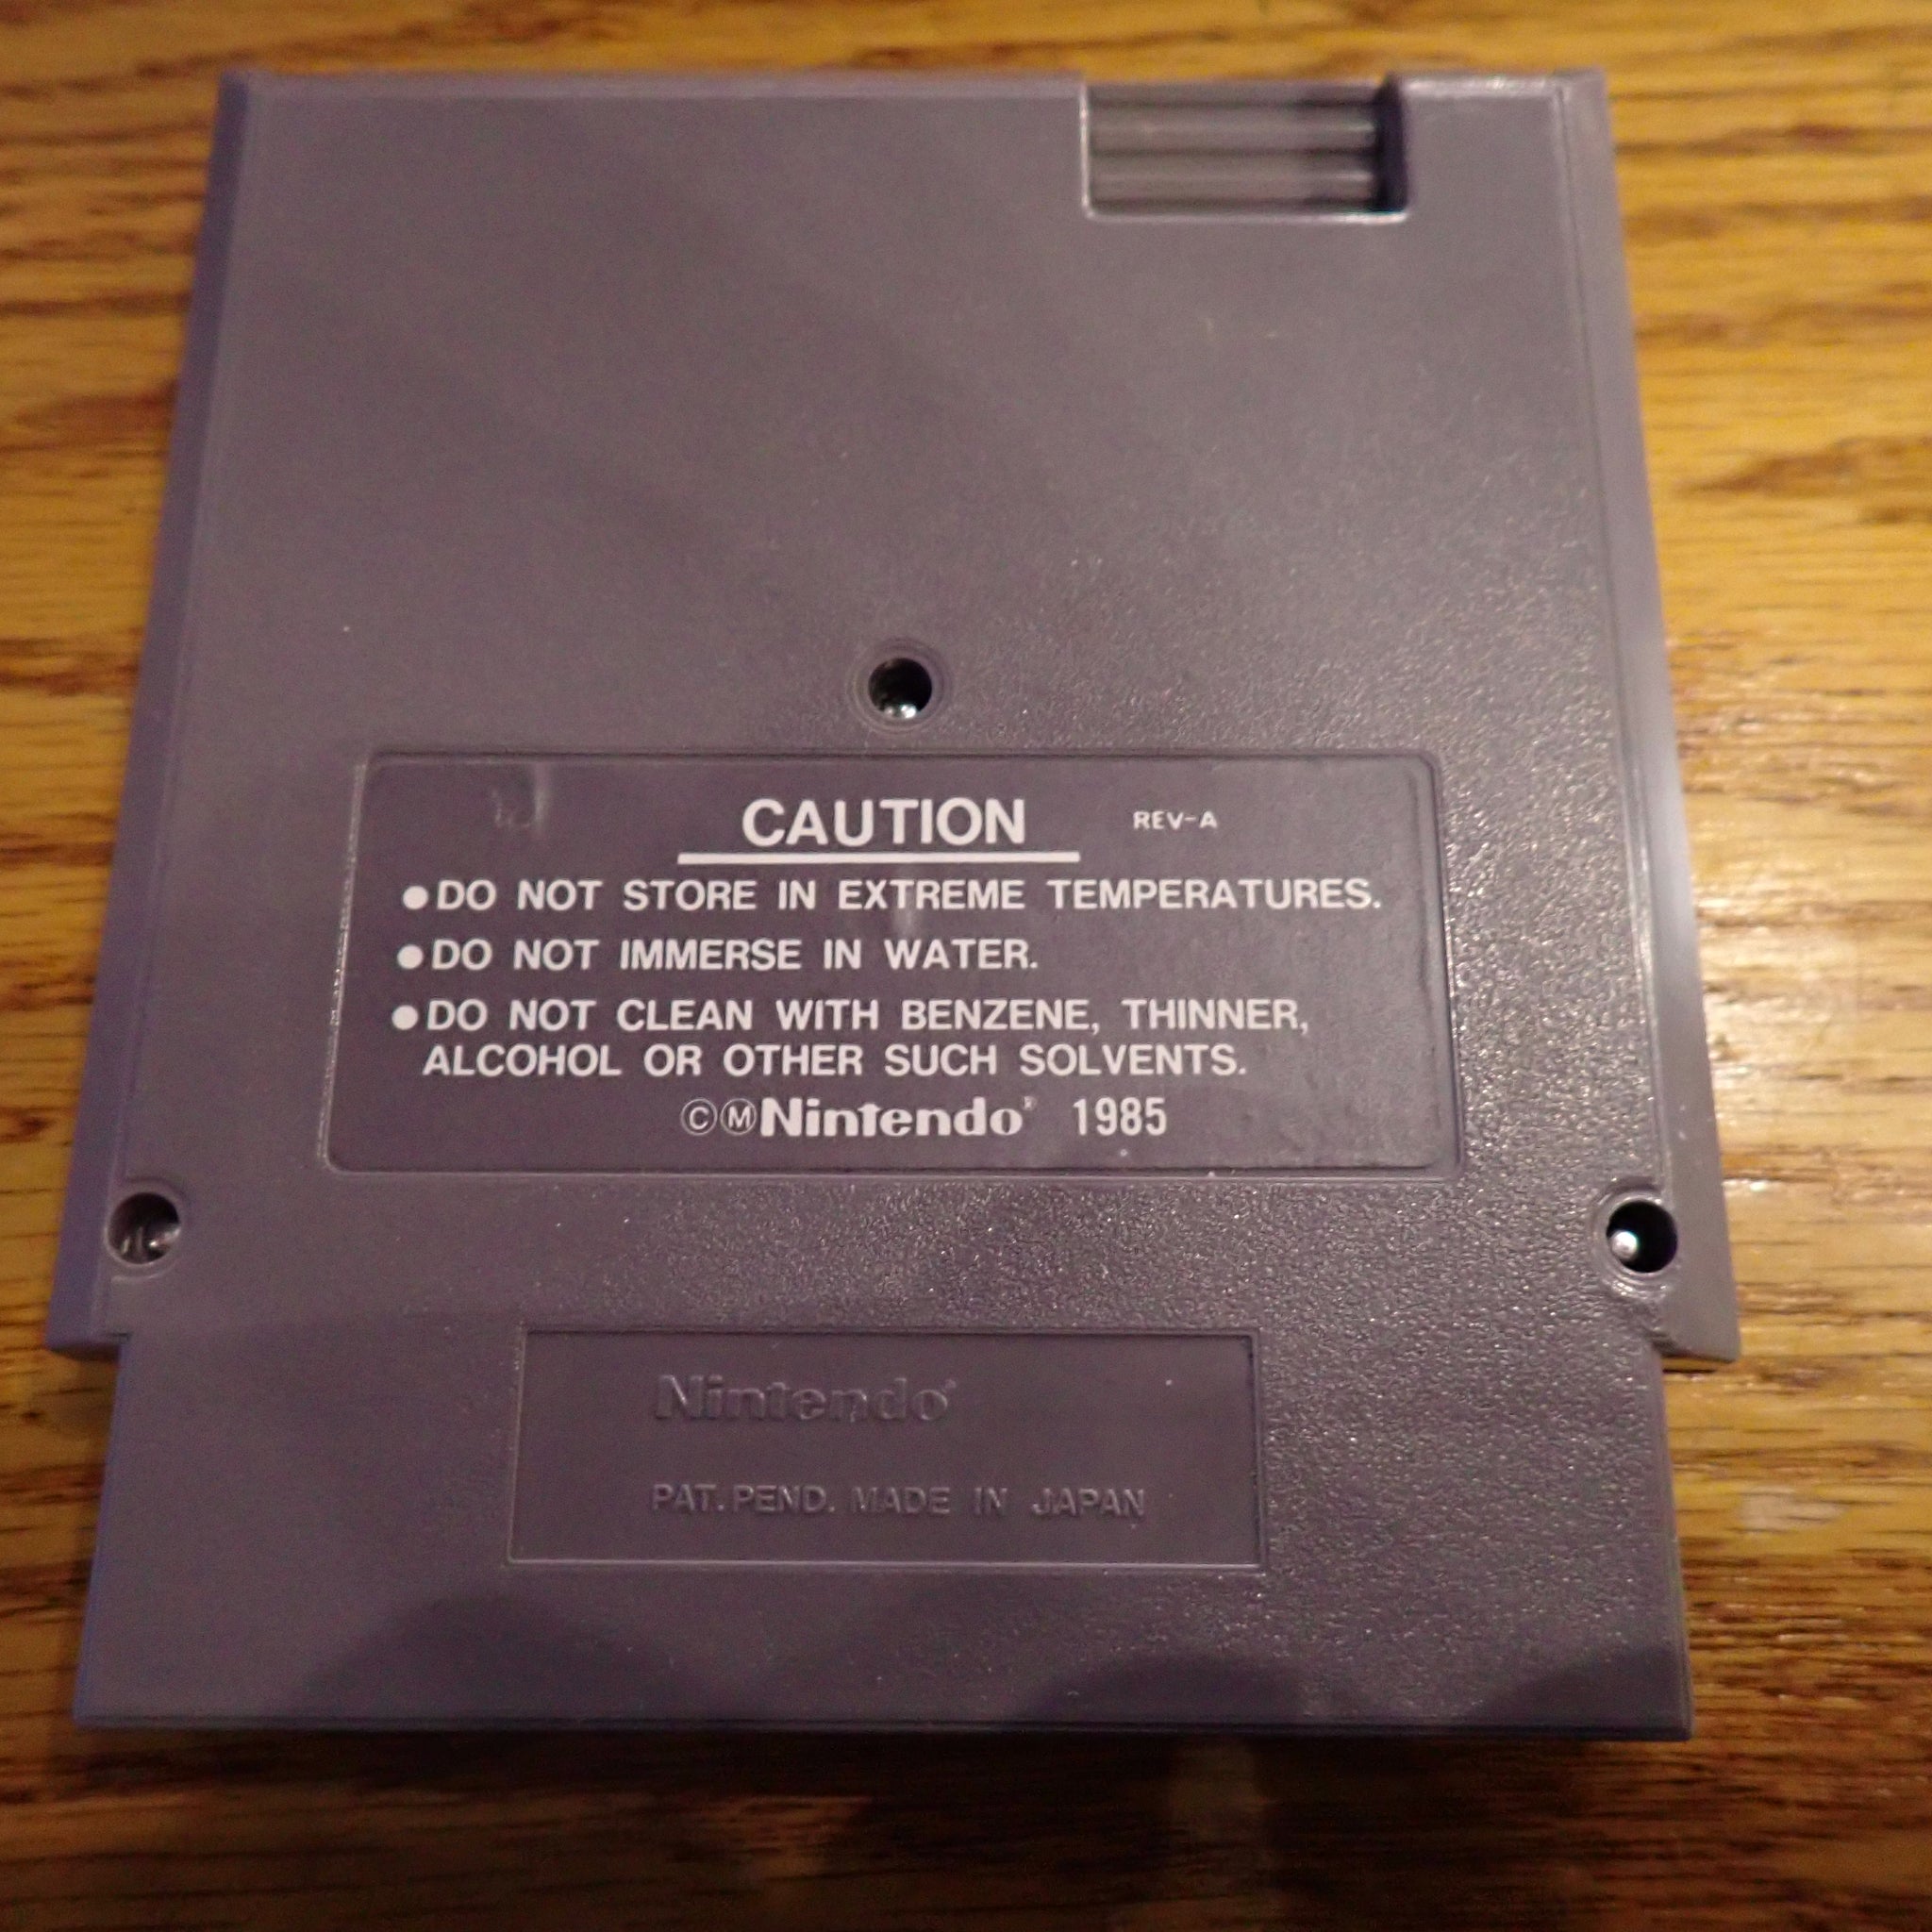 CAUTION REV-A
●DO NOT STORE IN EXTREME TEMPERATURES.
●DO NOT IMMERSE IN WATER.
●DO NOT CLEAN WITH BENZENE, THINNER,
ALCOHOL OR OTHER SUCH SOLVENTS.
©ⓂNintendo® 1985
Nintendo®
PAT. PEND. MADE IN JAPAN